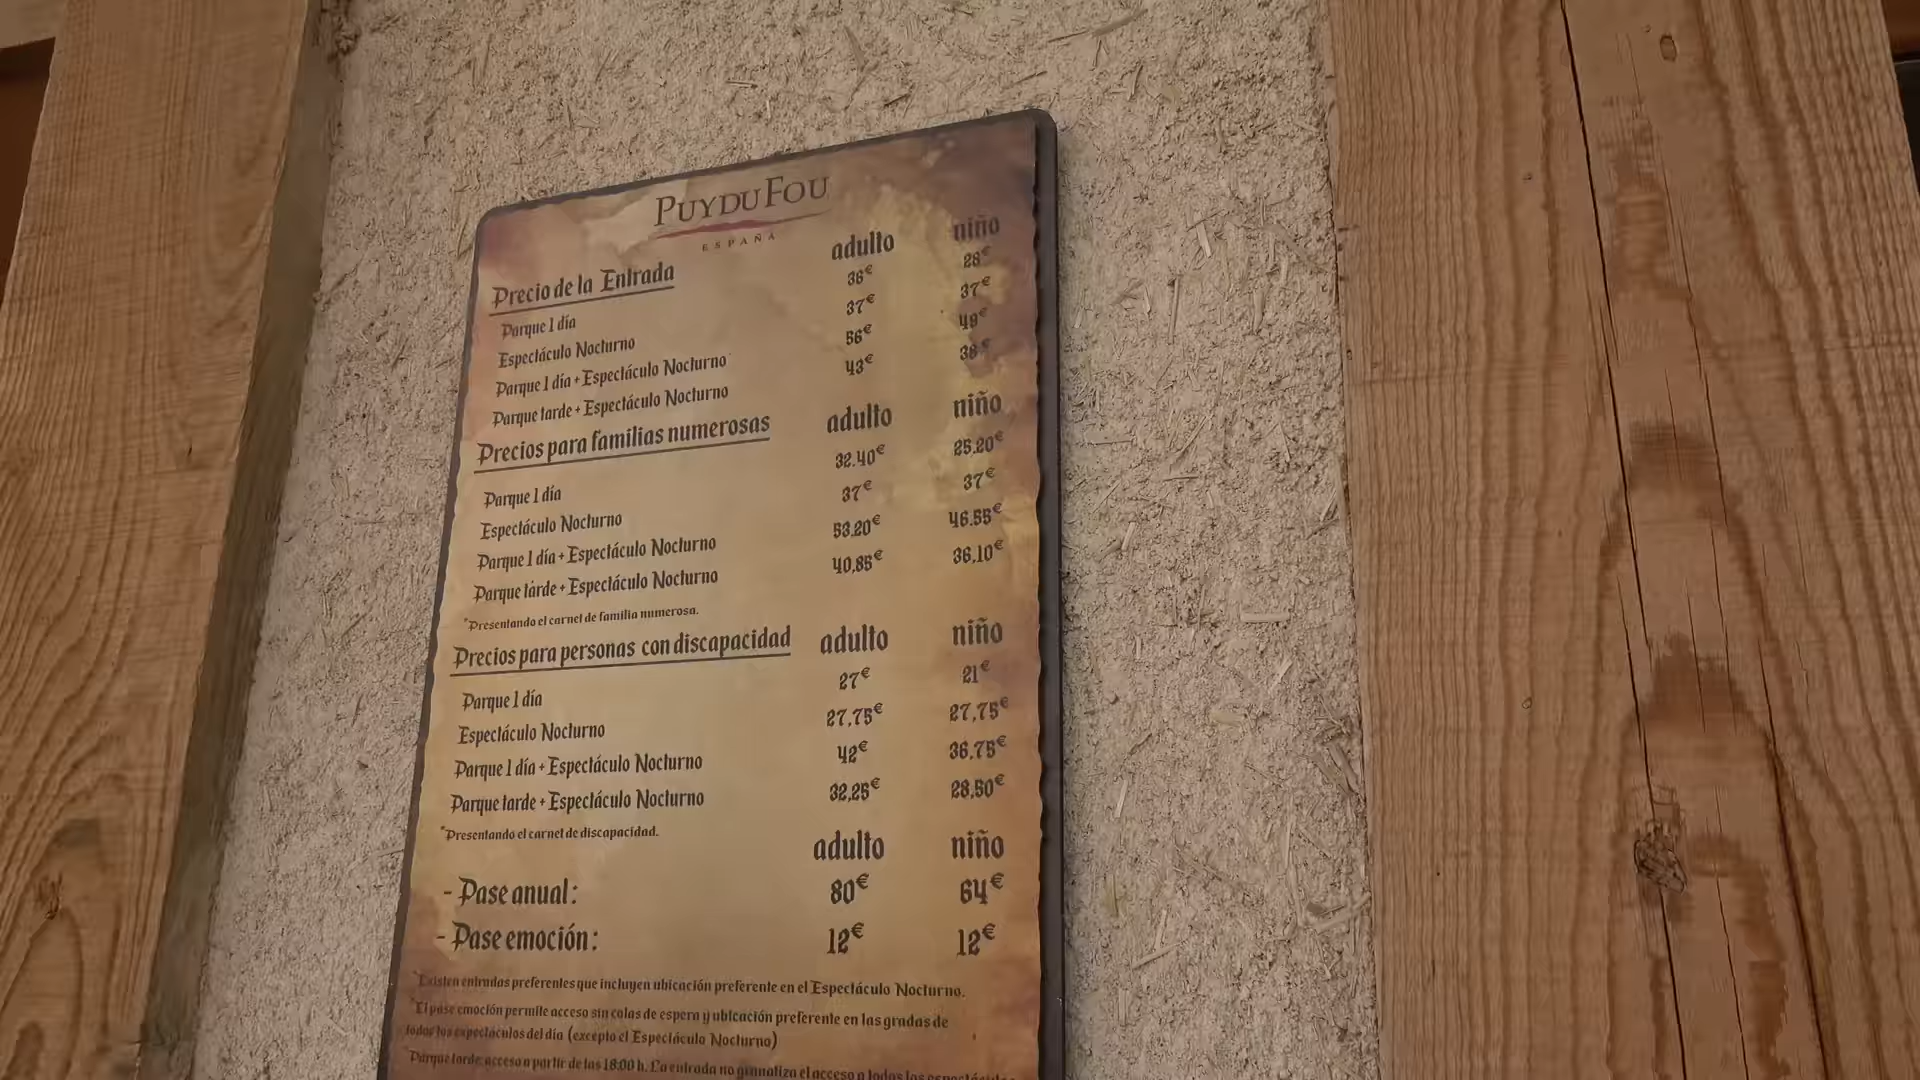 PUY DU FOU
ESPAÑA
adulto niño
Precio de la Entrada
Parque 1 día 36€ 28€
Espectáculo Nocturno 37€ 37€
Parque 1 día + Espectáculo Nocturno 56€ 49€
Parque tarde + Espectáculo Nocturno 43€ 38€
Precios para familias numerosas adulto niño
Parque 1 día 32.40€ 25.20€
Espectáculo Nocturno 37€ 37€
Parque 1 día + Espectáculo Nocturno 53.20€ 46.55€
Parque tarde + Espectáculo Nocturno 40,85€ 36,10€
*Presentando el carnet de familia numerosa.
Precios para personas con discapacidad adulto niño
Parque 1 día 27€ 21€
Espectáculo Nocturno 27,75€ 27,75€
Parque 1 día + Espectáculo Nocturno 42€ 36.75€
Parque tarde + Espectáculo Nocturno 32,25€ 28,50€
*Presentando el carnet de discapacidad.
adulto niño
- Pase anual: 80€ 64€
- Pase emoción: 12€ 12€
*Existen entradas preferentes que incluyen ubicación preferente en el Espectáculo Nocturno.
*El pase emoción permite acceso sin colas de espera y ubicación preferente en las gradas de
todos los espectáculos del día (excepto el Espectáculo Nocturno)
*Parque tarde: acceso a partir de las 18:00 h. La entrada no garantiza el acceso a todos los espectáculos